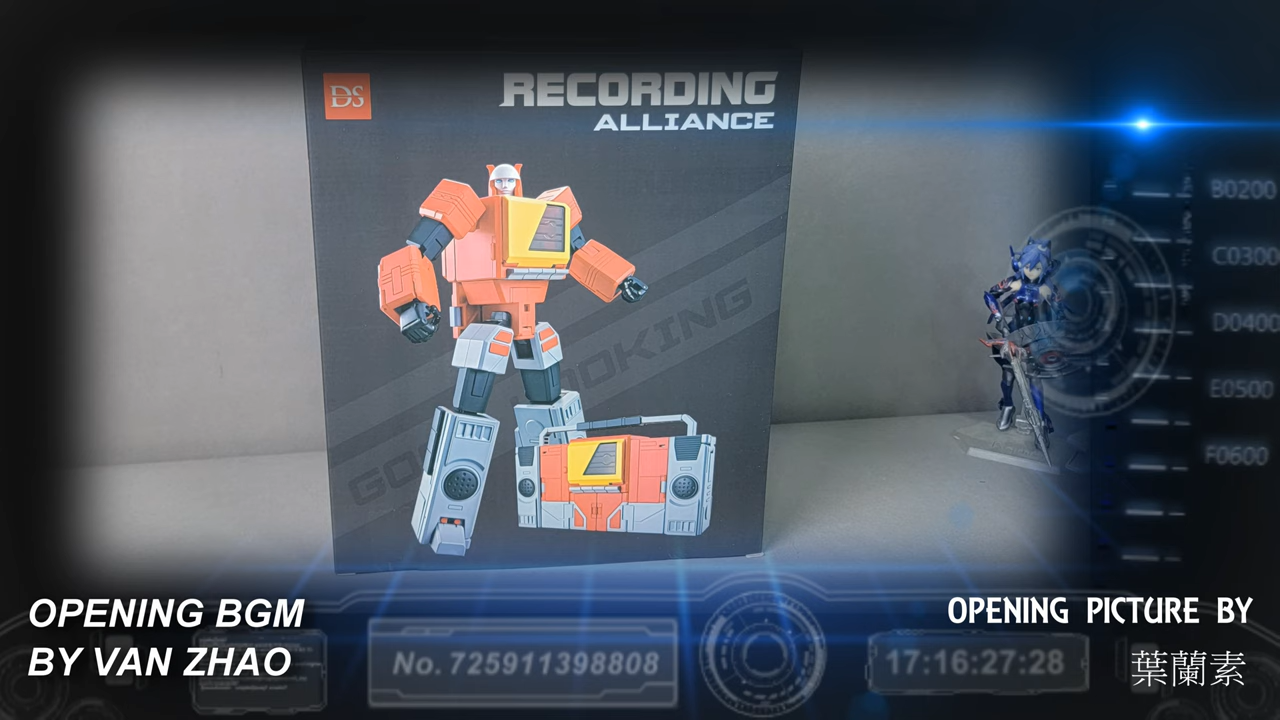 DS
RECORDING
ALLIANCE
B0200
C0300
D0400
E0500
F0600
OPENING BGM
BY VAN ZHAO
No. 725911398808
17:16:27:28
OPENING PICTURE BY
葉蘭素